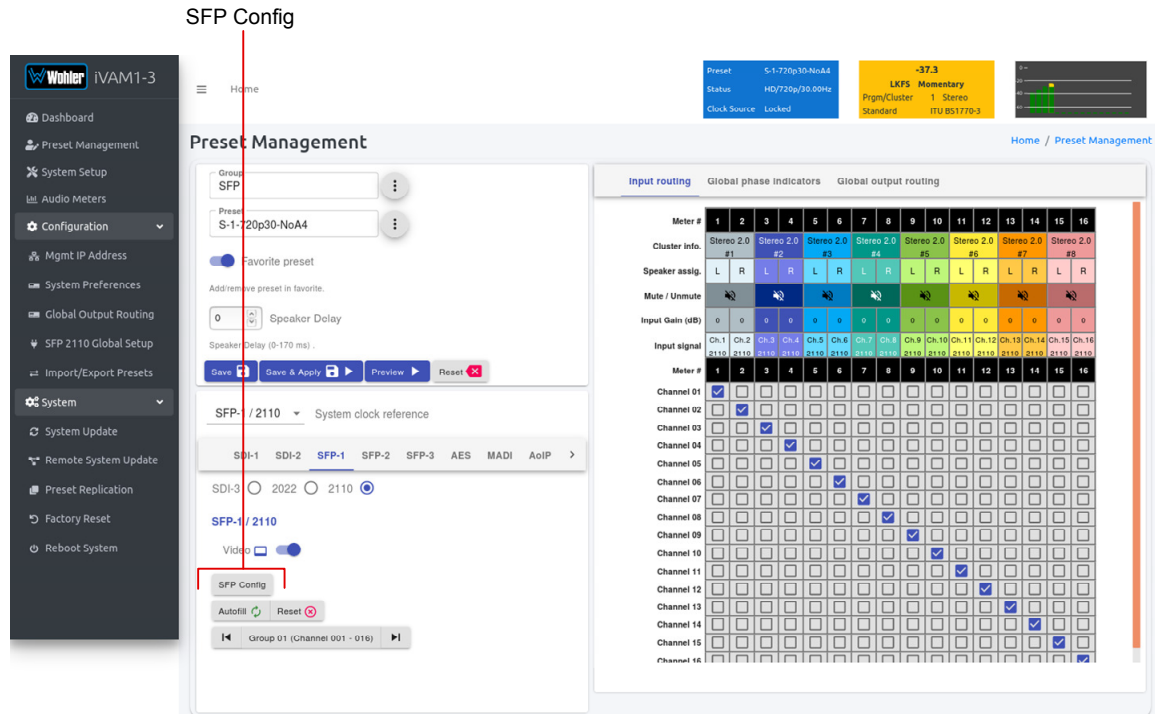 SFP Config
Wohler iVAM1-3
Dashboard
Preset Management
System Setup
Audio Meters
Configuration
Mgmt IP Address
System Preferences
Global Output Routing
SFP 2110 Global Setup
Import/Export Presets
System
System Update
Remote System Update
Preset Replication
Factory Reset
Reboot System
Home
Preset S-1-720p30-NoA4
Status HD/720p/30.00Hz
Clock Source Locked
-37.3
LKFS Momentary
Prgm/Cluster 1 Stereo
Standard ITU BS1770-3
Preset Management
Home / Preset Management
Group
SFP
Preset
S-1-720p30-NoA4
Favorite preset
Add/remove preset in favorite.
0 Speaker Delay
Speaker Delay (0-170 ms) .
Save Save & Apply Preview Reset
SFP-1 / 2110 System clock reference
SDI-1 SDI-2 SFP-1 SFP-2 SFP-3 AES MADI AoIP
SDI-3 2022 2110
SFP-1 / 2110
Video
SFP Config
Autofill Reset
Group 01 (Channel 001 - 016)
Input routing Global phase indicators Global output routing
Meter # 1 2 3 4 5 6 7 8 9 10 11 12 13 14 15 16
Cluster info. Stereo 2.0 Stereo 2.0 Stereo 2.0 Stereo 2.0 Stereo 2.0 Stereo 2.0 Stereo 2.0 Stereo 2.0
#1 #2 #3 #4 #5 #6 #7 #8
Speaker assig. L R L R L R L R L R L R L R L R
Mute / Unmute
Input Gain (dB) 0 0 0 0 0 0 0 0 0 0 0 0 0 0 0 0
Input signal Ch.1 Ch.2 Ch.3 Ch.4 Ch.5 Ch.6 Ch.7 Ch.8 Ch.9 Ch.10 Ch.11 Ch.12 Ch.13 Ch.14 Ch.15 Ch.16
2110 2110 2110 2110 2110 2110 2110 2110 2110 2110 2110 2110 2110 2110 2110 2110
Meter # 1 2 3 4 5 6 7 8 9 10 11 12 13 14 15 16
Channel 01
Channel 02
Channel 03
Channel 04
Channel 05
Channel 06
Channel 07
Channel 08
Channel 09
Channel 10
Channel 11
Channel 12
Channel 13
Channel 14
Channel 15
Channel 16